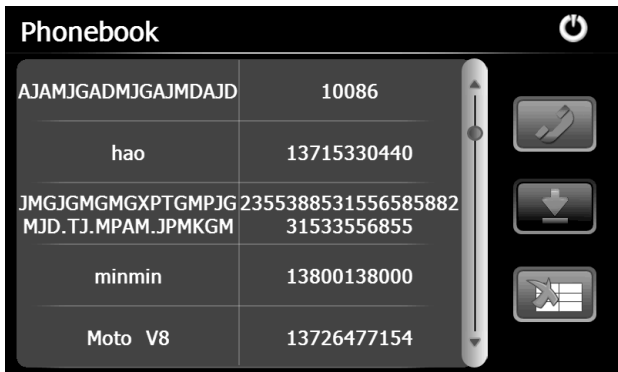 Phonebook
AJAMJGADMJGAJMDAJD 10086
hao 13715330440
JMGJGMGMGXPTGMPJG 2355388531556585882
MJD.TJ.MPAM.JPMKGM 31533556855
minmin 13800138000
Moto V8 13726477154